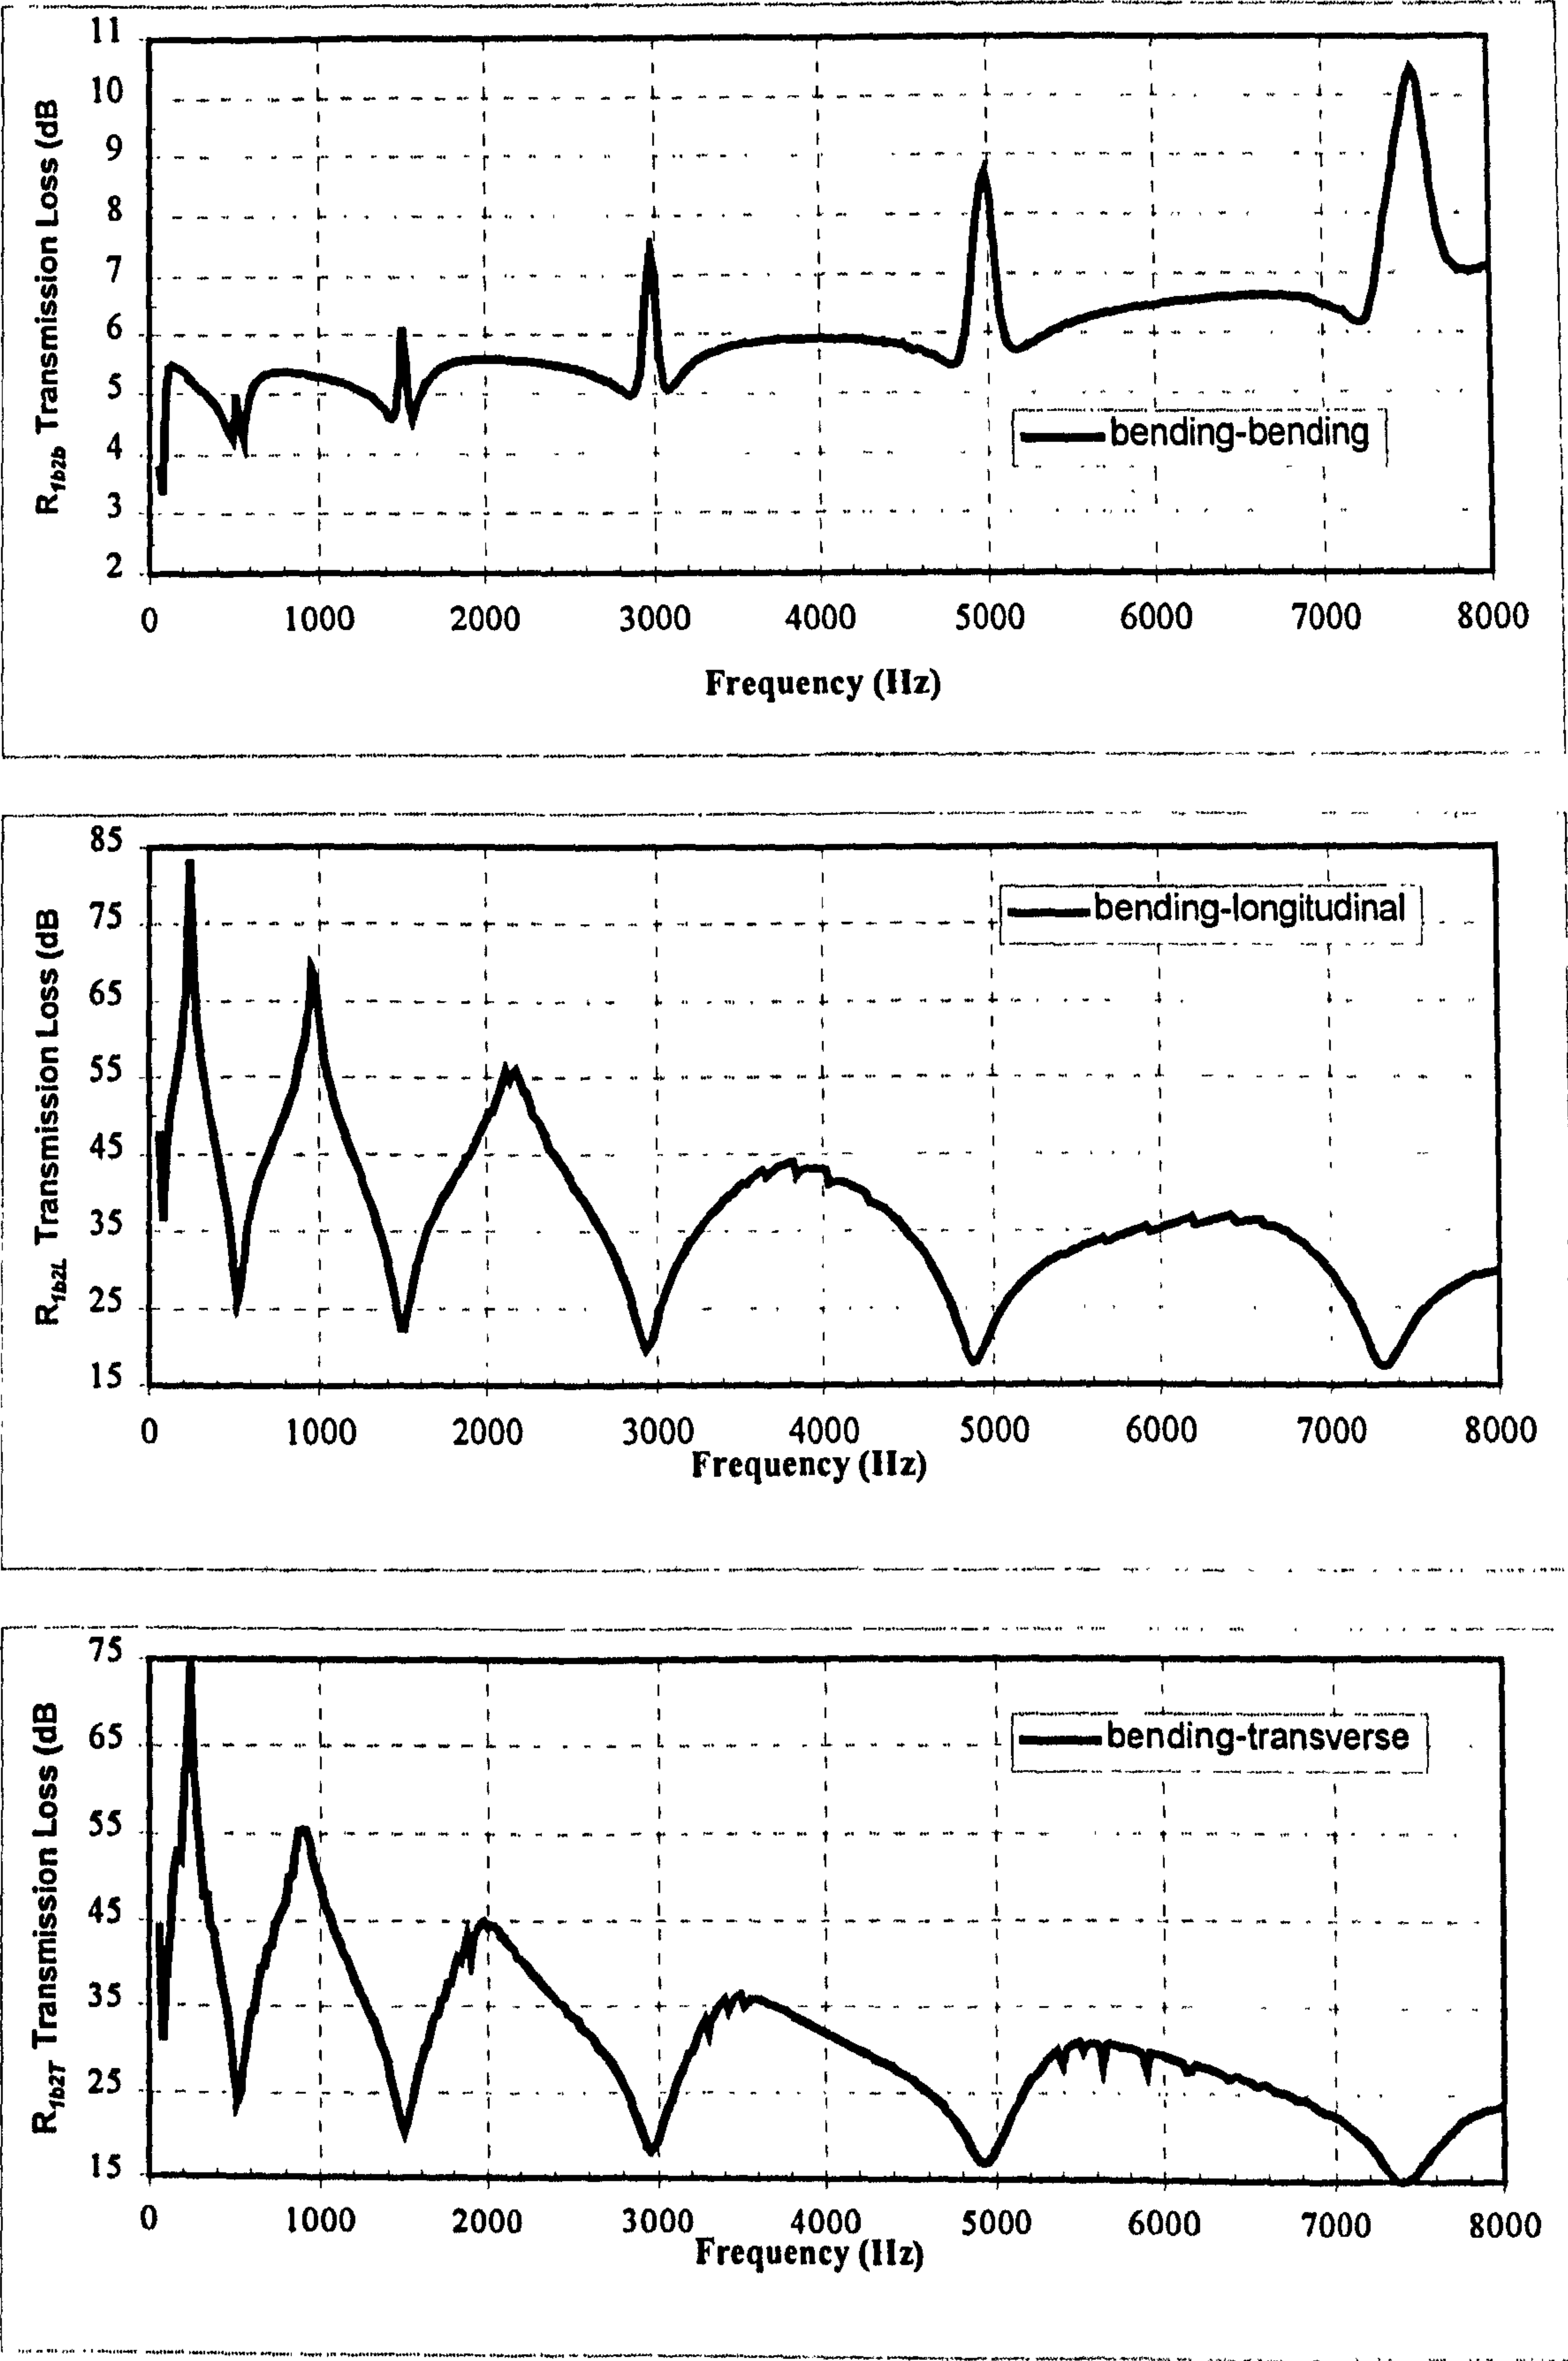 11
10
9
8
7
6
5
4
3
2
R1b2b Transmission Loss (dB
bending-bending
0 1000 2000 3000 4000 5000 6000 7000 8000
Frequency (Hz)
85
75
65
55
45
35
25
15
R1b2L Transmission Loss (dB
bending-longitudinal
0 1000 2000 3000 4000 5000 6000 7000 8000
Frequency (Hz)
75
65
55
45
35
25
15
R1b2T Transmission Loss (dB
bending-transverse
0 1000 2000 3000 4000 5000 6000 7000 8000
Frequency (Hz)